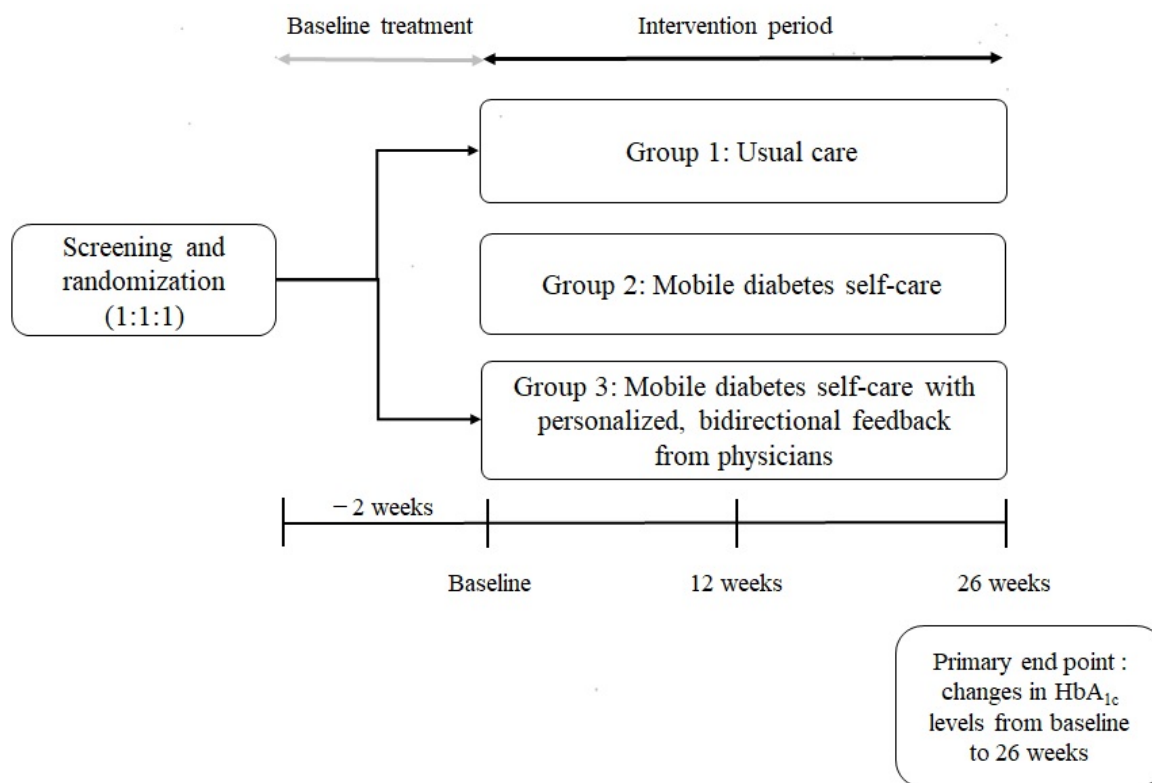 Baseline treatment
Intervention period
Group 1: Usual care
Screening and
randomization
(1:1:1)
Group 2: Mobile diabetes self-care
Group 3: Mobile diabetes self-care with
personalized, bidirectional feedback
from physicians
− 2 weeks
Baseline
12 weeks
26 weeks
Primary end point :
changes in HbA1c
levels from baseline
to 26 weeks